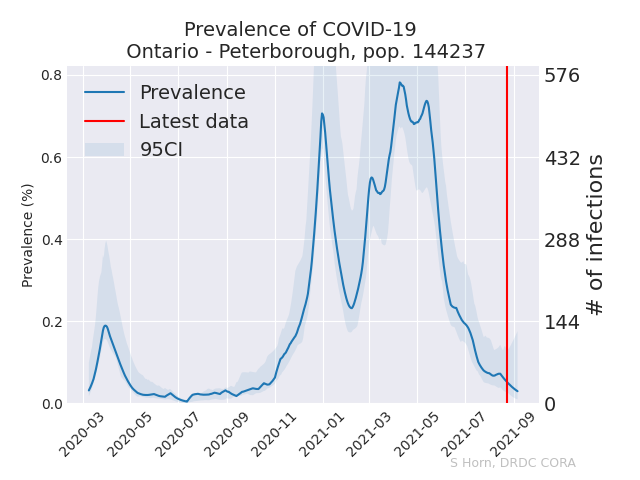 Prevalence of COVID-19
Ontario - Peterborough, pop. 144237
Prevalence
Latest data
95CI
Prevalence (%)
0.8
0.6
0.4
0.2
0.0
576
432
288
144
0
# of infections
2020-03
2020-05
2020-07
2020-09
2020-11
2021-01
2021-03
2021-05
2021-07
2021-09
S Horn, DRDC CORA